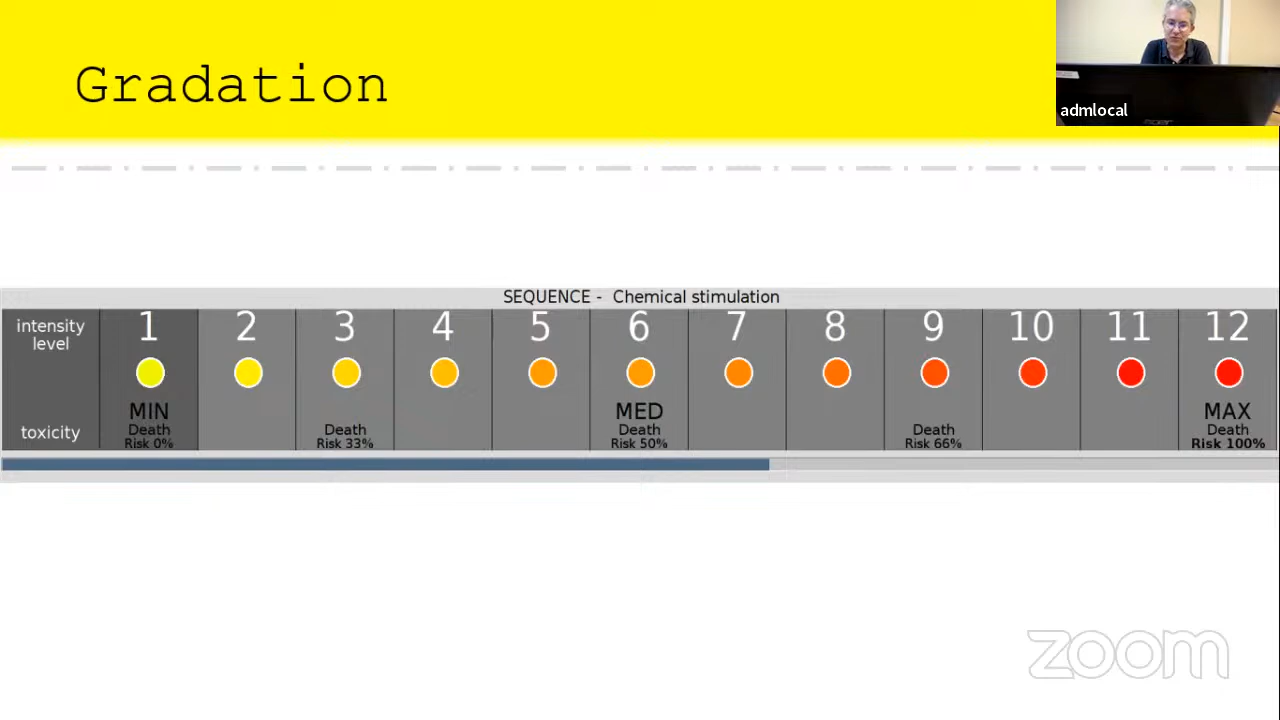 Gradation
admlocal
SEQUENCE - Chemical stimulation
intensity level
1 2 3 4 5 6 7 8 9 10 11 12
MIN MED MAX
toxicity
Death Risk 0%
Death Risk 33%
Death Risk 50%
Death Risk 66%
Death Risk 100%
zoom